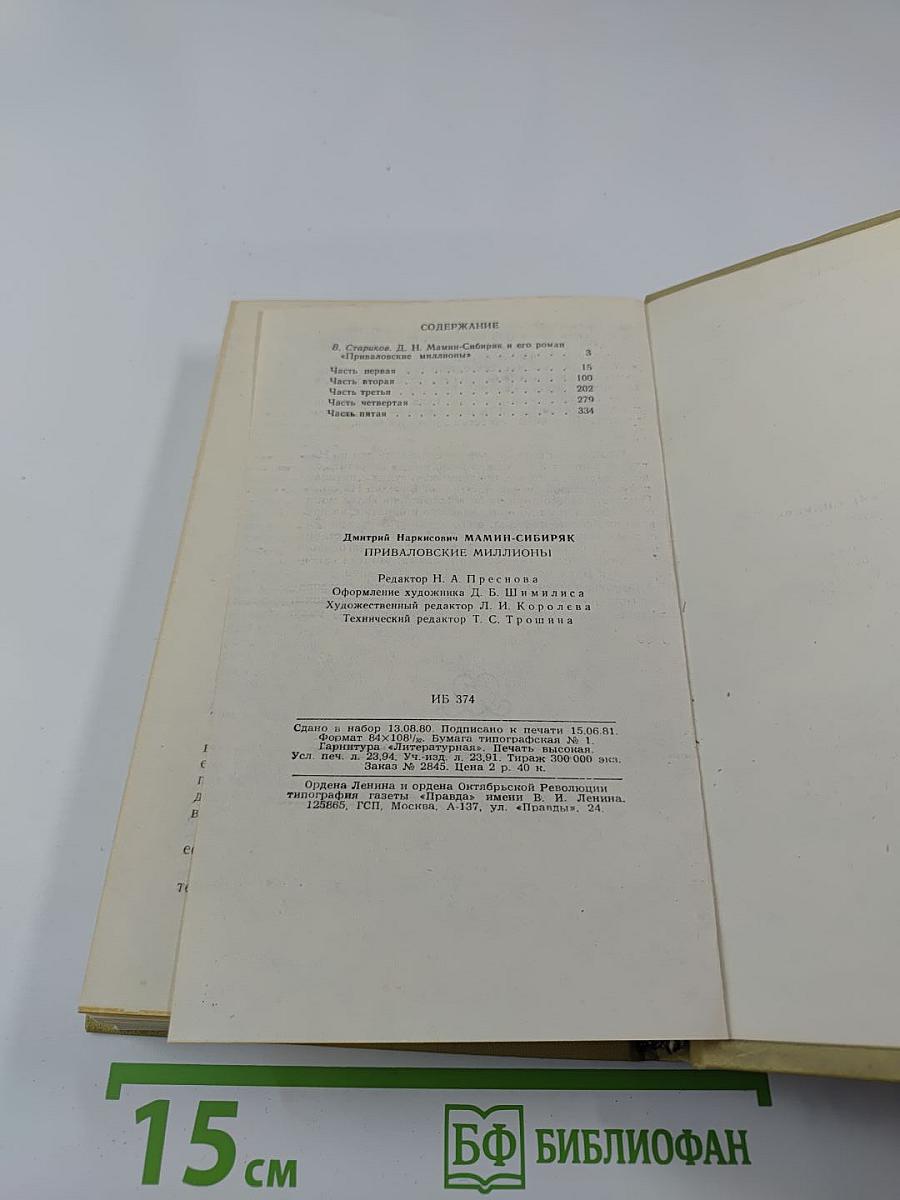 СОДЕРЖАНИЕ
В. Стариков. Д. Н. Мамин-Сибиряк и его роман
«Приваловские миллионы» . . . . . . . 3
Часть первая . . . . . . . . . . . . . 15
Часть вторая . . . . . . . . . . . . . 100
Часть третья . . . . . . . . . . . . . 202
Часть четвертая . . . . . . . . . . . . 279
Часть пятая . . . . . . . . . . . . . 334
Дмитрий Наркисович МАМИН-СИБИРЯК
ПРИВАЛОВСКИЕ МИЛЛИОНЫ
Редактор Н. А. Преснова
Оформление художника Д. Б. Шимилиса
Художественный редактор Л. И. Королева
Технический редактор Т. С. Трошина
ИБ 374
Сдано в набор 13.08.80. Подписано к печати 15.06.81.
Формат 84×108¹/₃₂. Бумага типографская № 1.
Гарнитура «Литературная». Печать высокая.
Усл. печ. л. 23,94. Уч.-изд. л. 23,91. Тираж 300 000 экз.
Заказ № 2845. Цена 2 р. 40 к.
Ордена Ленина и ордена Октябрьской Революции
типография газеты «Правда» имени В. И. Ленина.
125865, ГСП, Москва, А-137, ул. «Правды», 24.
15 см
БФ БИБЛИОФАН